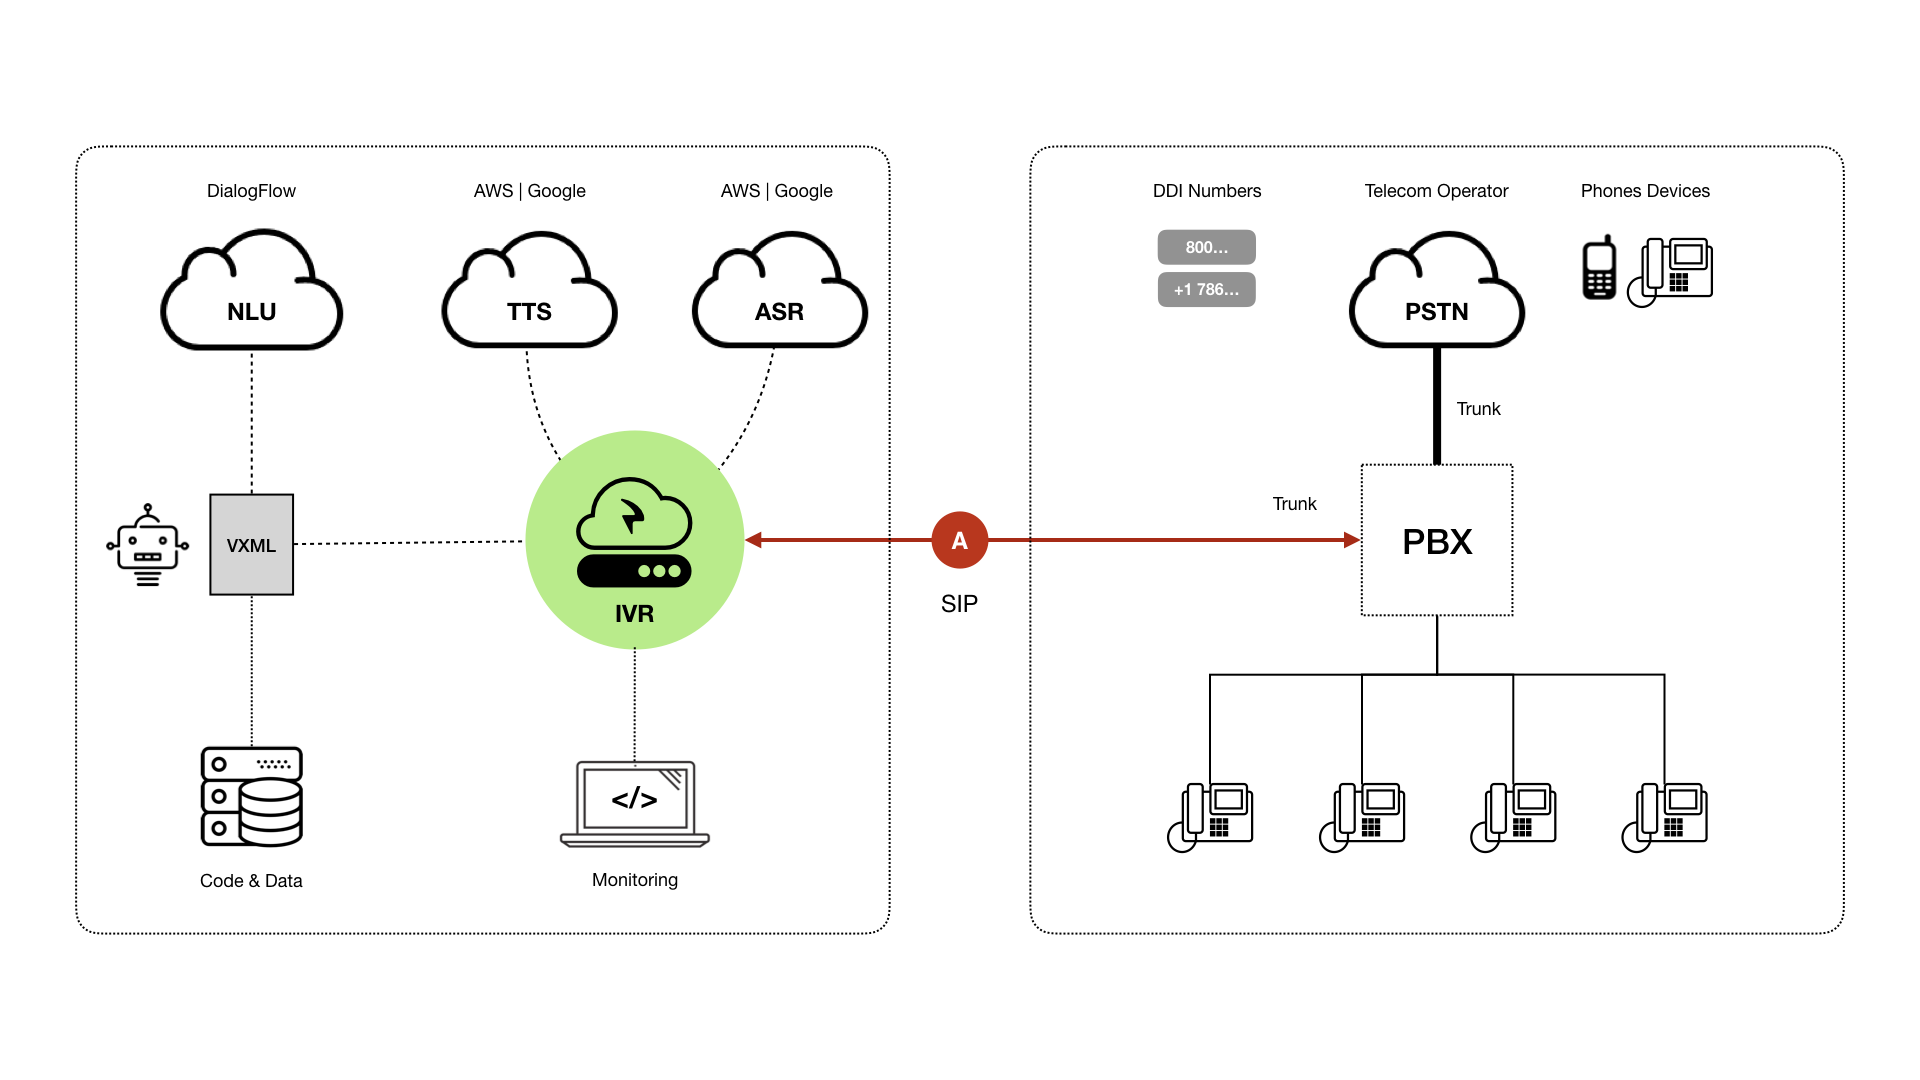 DialogFlow
AWS | Google
AWS | Google
NLU
TTS
ASR
VXML
IVR
</>
Code & Data
Monitoring
A
SIP
DDI Numbers
Telecom Operator
Phones Devices
800...
+1 786...
PSTN
Trunk
Trunk
PBX